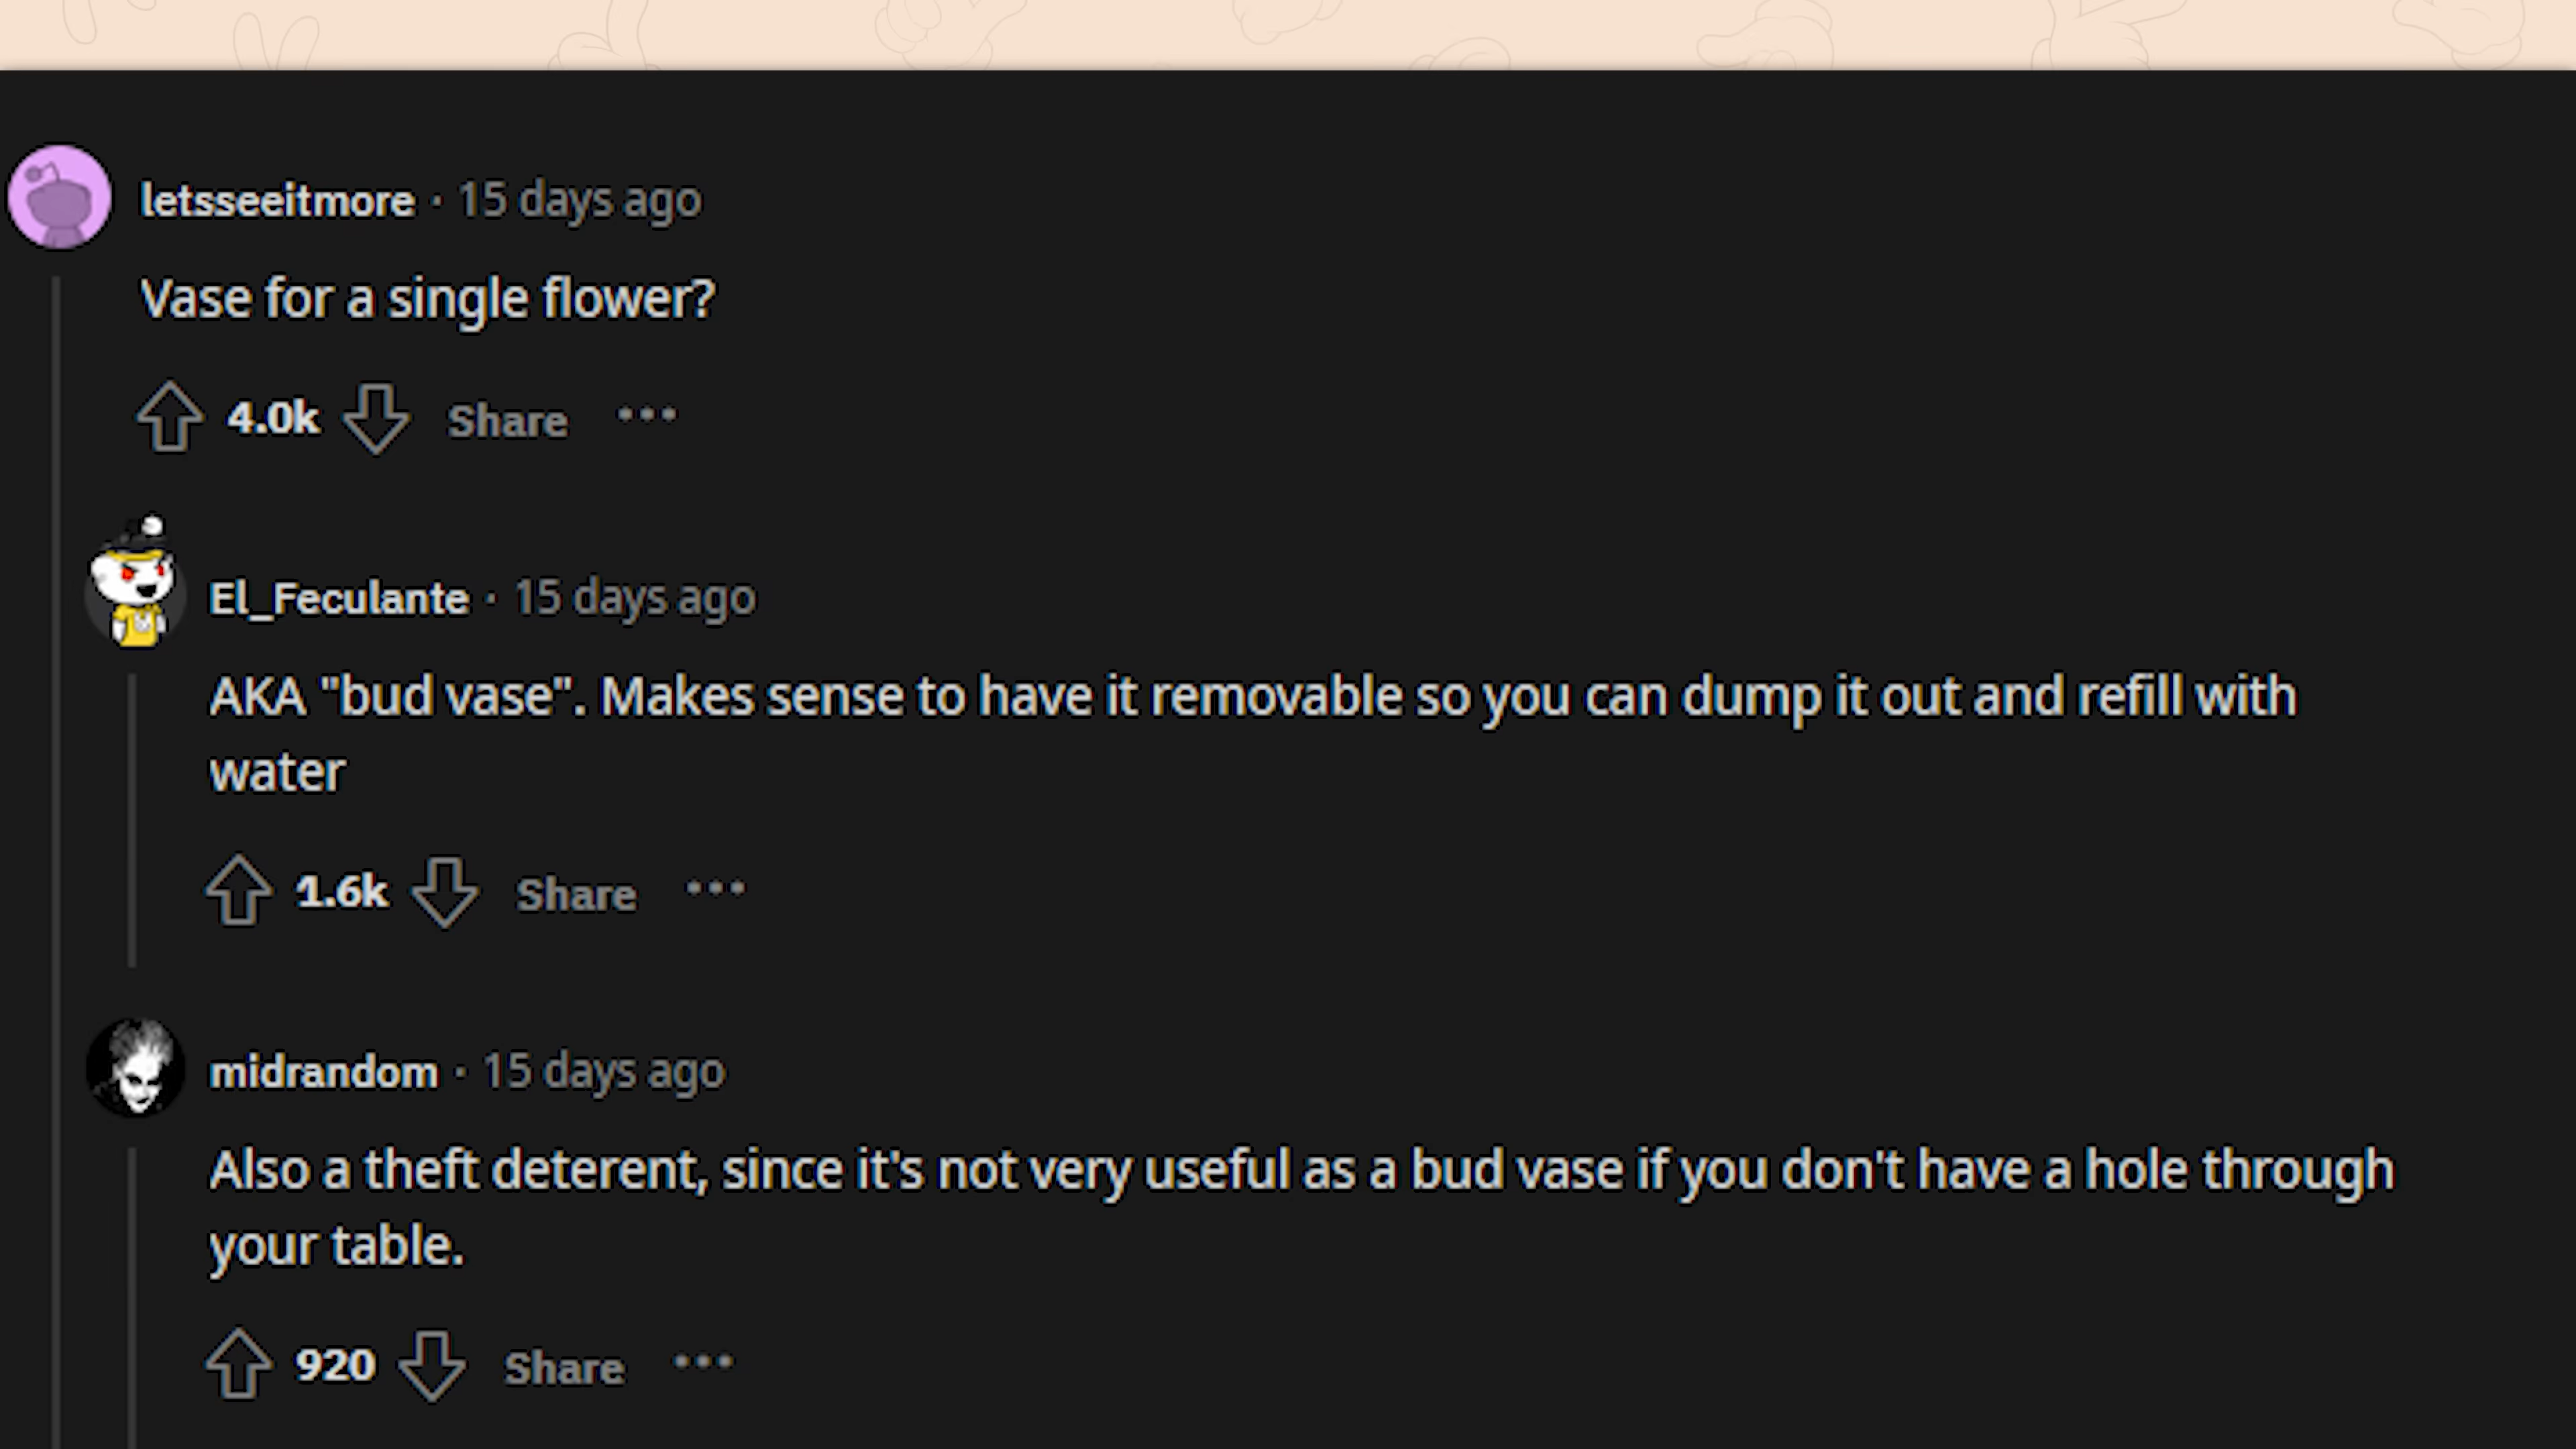 letsseeitmore · 15 days ago
Vase for a single flower?
4.0k Share ···
El_Feculante · 15 days ago
AKA "bud vase". Makes sense to have it removable so you can dump it out and refill with
water
1.6k Share ···
midrandom · 15 days ago
Also a theft deterent, since it's not very useful as a bud vase if you don't have a hole through
your table.
920 Share ···